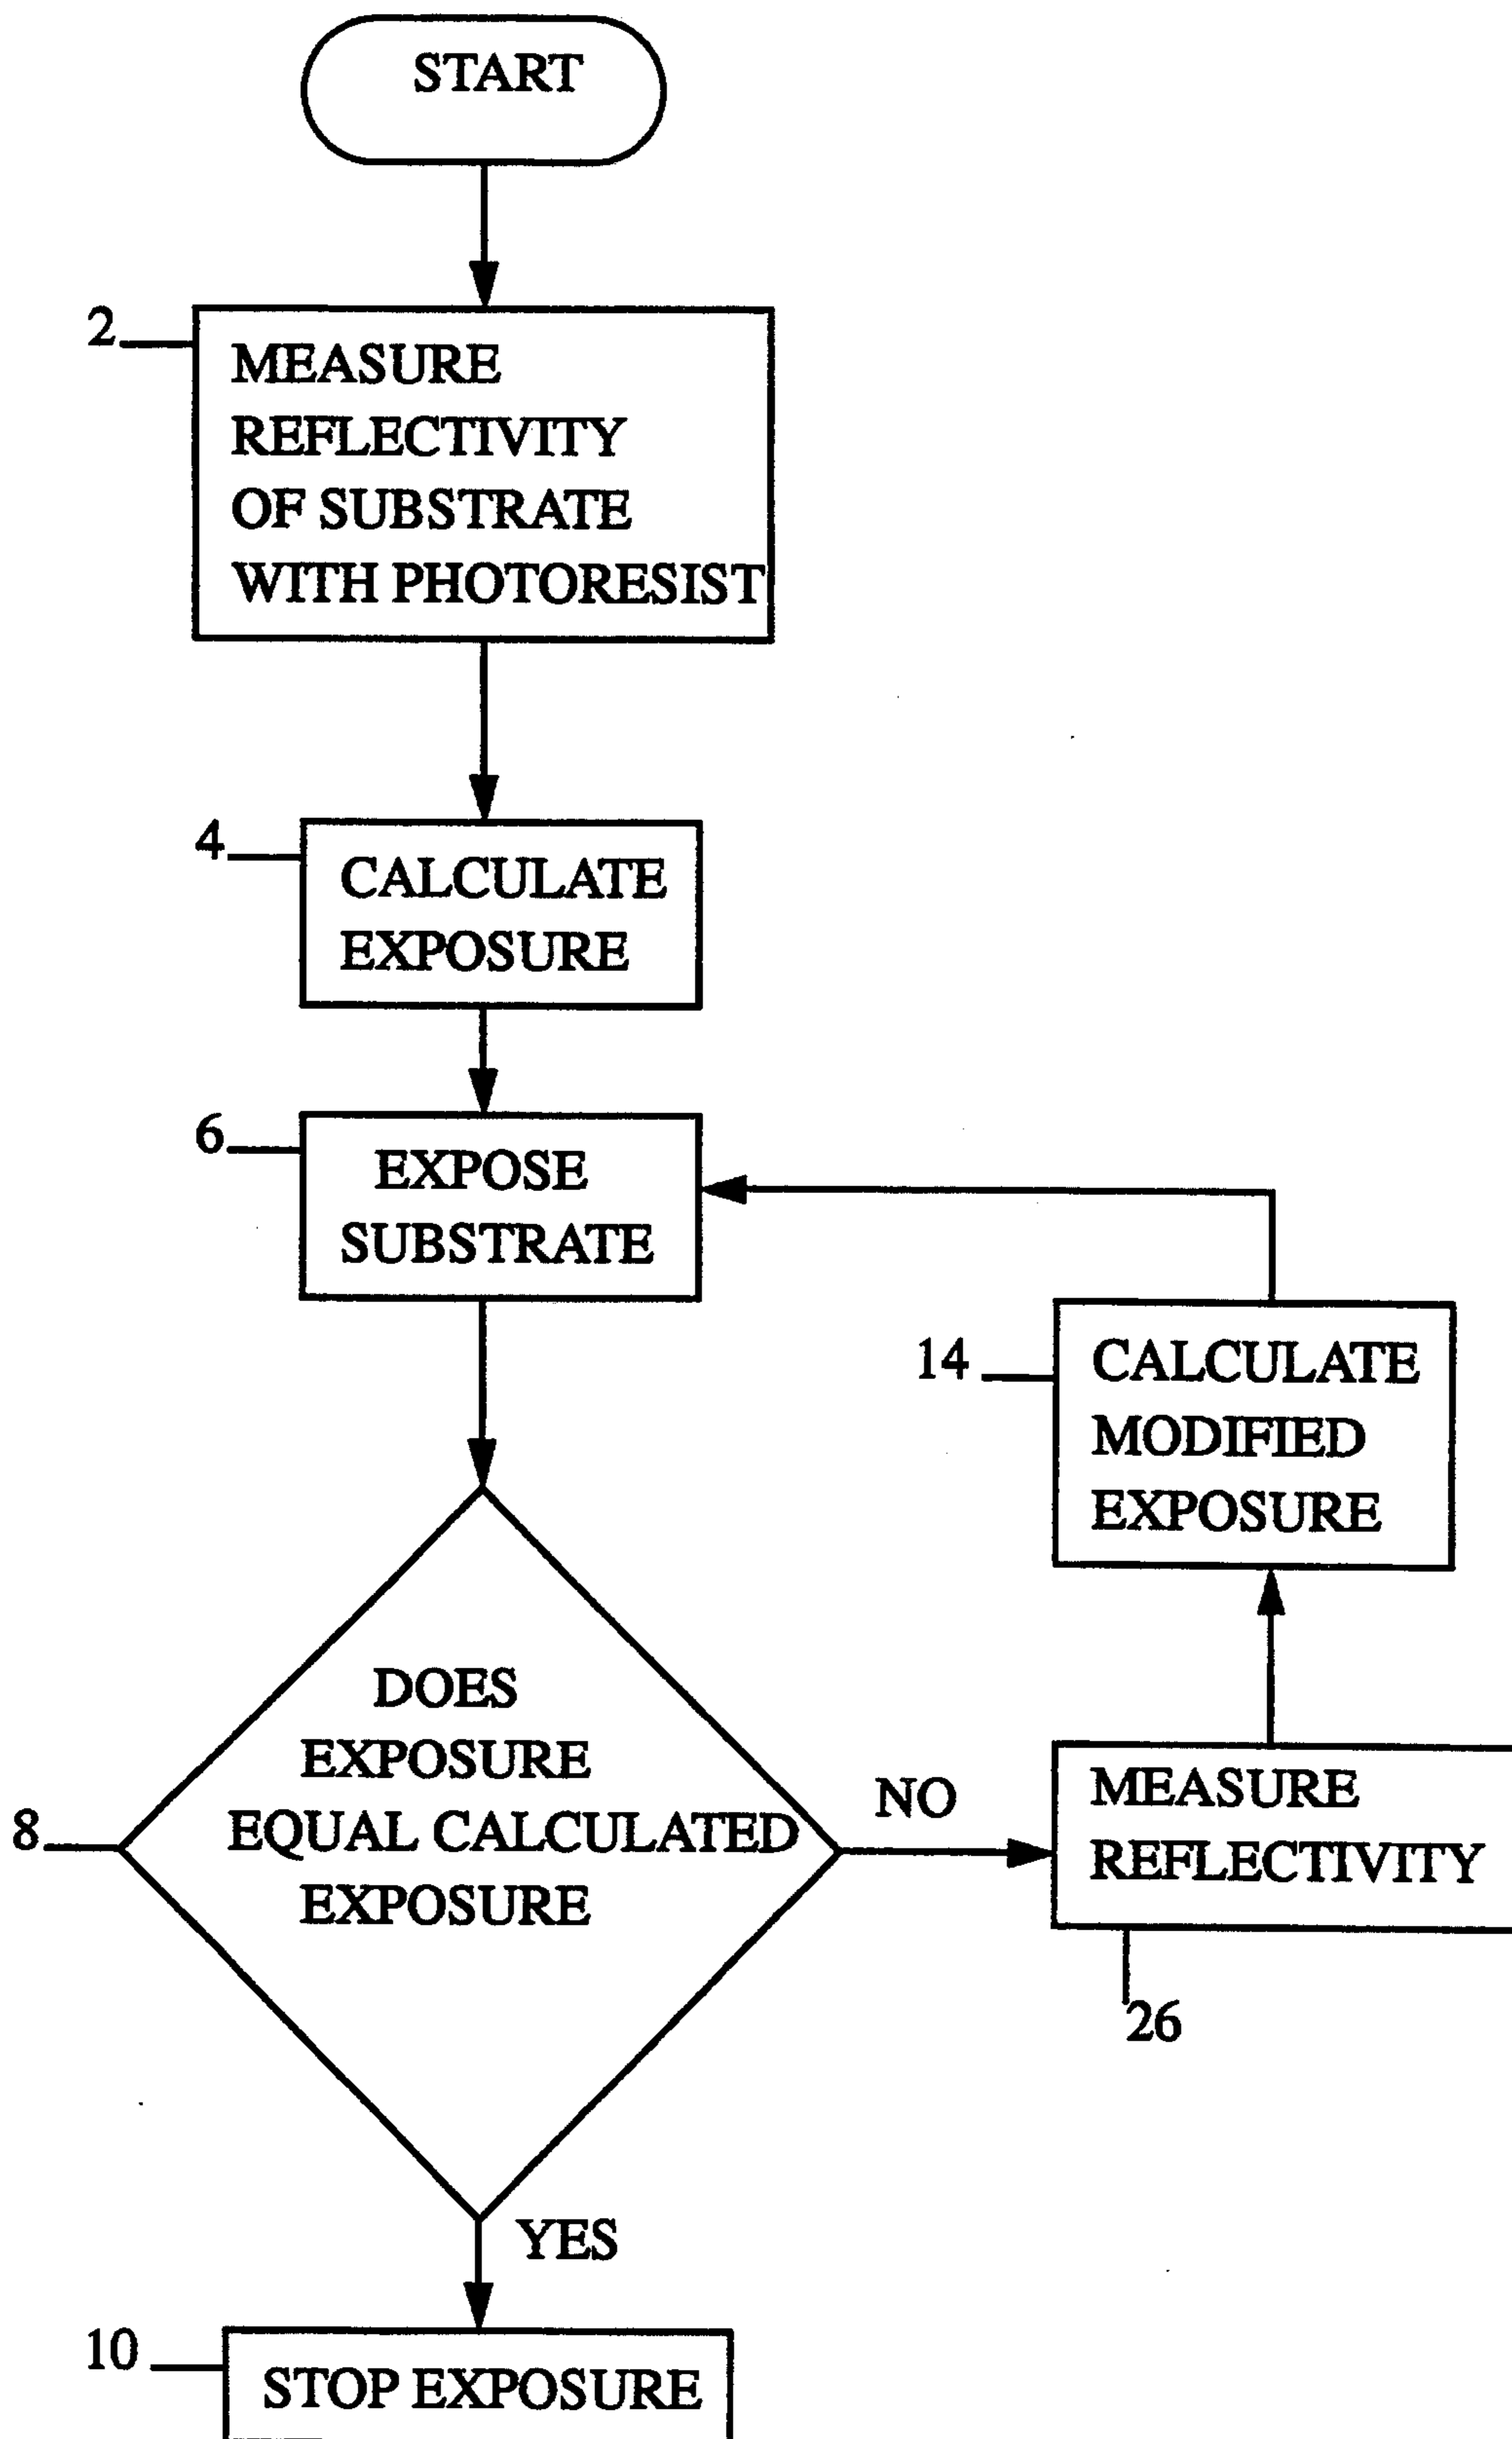 START
2
MEASURE
REFLECTIVITY
OF SUBSTRATE
WITH PHOTORESIST
4
CALCULATE
EXPOSURE
6
EXPOSE
SUBSTRATE
14
CALCULATE
MODIFIED
EXPOSURE
8
DOES
EXPOSURE
EQUAL CALCULATED
EXPOSURE
NO
MEASURE
REFLECTIVITY
26
YES
10
STOP EXPOSURE